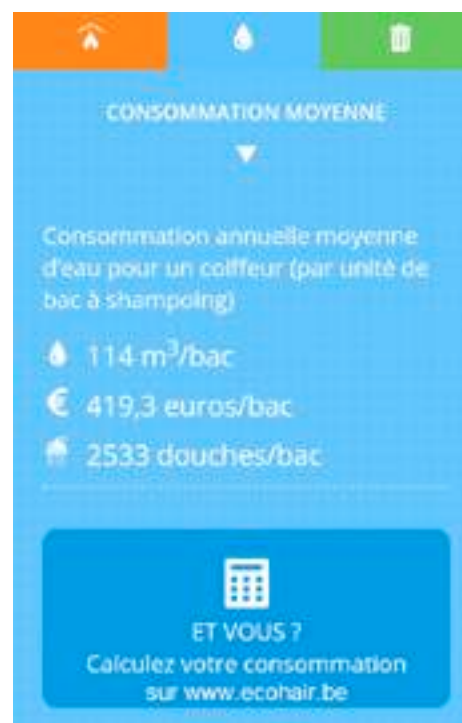 CONSOMMATION MOYENNE
Consommation annuelle moyenne
d'eau pour un coiffeur (par unité de
bac à shampoing)
114 m³/bac
€ 419,3 euros/bac
2533 douches/bac
ET VOUS ?
Calculez votre consommation
sur www.ecohair.be